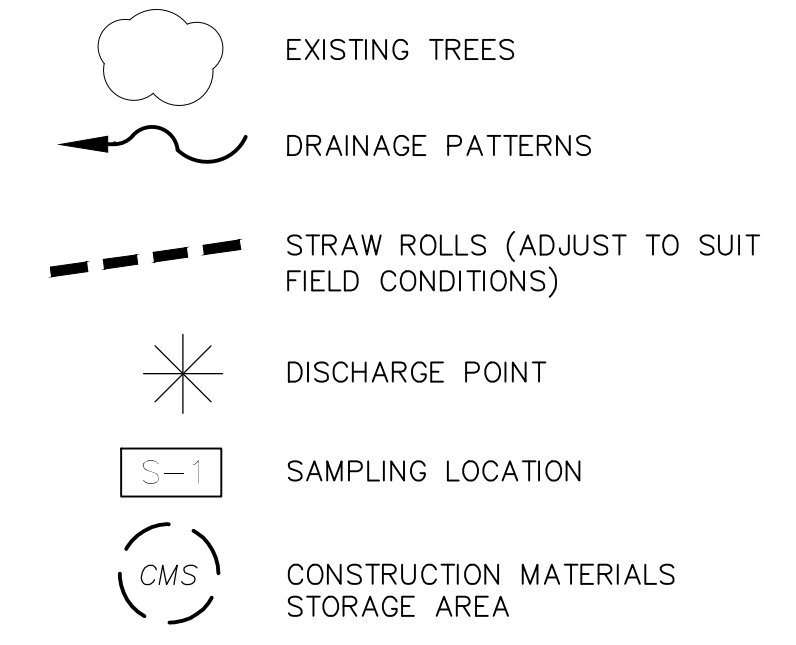 EXISTING TREES
DRAINAGE PATTERNS
STRAW ROLLS (ADJUST TO SUIT
FIELD CONDITIONS)
DISCHARGE POINT
S-1 SAMPLING LOCATION
CMS CONSTRUCTION MATERIALS
STORAGE AREA